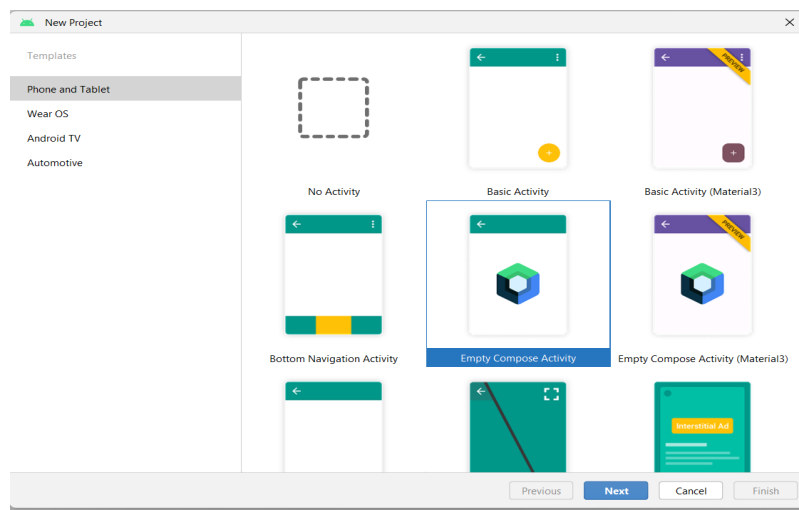 New Project
Templates
Phone and Tablet
Wear OS
Android TV
Automotive
PREVIEW
No Activity
Basic Activity
Basic Activity (Material3)
PREVIEW
Bottom Navigation Activity
Empty Compose Activity
Empty Compose Activity (Material3)
Interstitial Ad
Previous
Next
Cancel
Finish